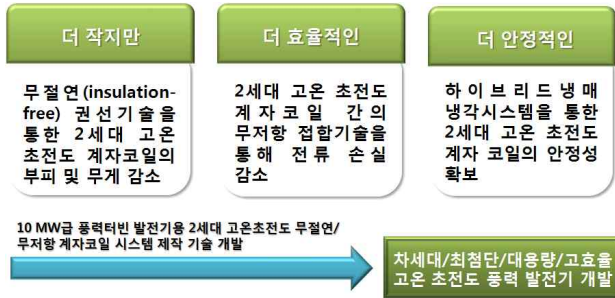 더 작지만
무절연(insulation-
free) 권선기술을
통한 2세대 고온
초전도 계자코일의
부피 및 무게 감소
더 효율적인
2세대 고온 초전도
계자코일 간의
무저항 접합기술을
통해 전류 손실
감소
더 안정적인
하이브리드냉매
냉각시스템을 통한
2세대 고온 초전도
계자 코일의 안정성
확보
10 MW급 풍력터빈 발전기용 2세대 고온초전도 무절연/
무저항 계자코일 시스템 제작 기술 개발
차세대/최첨단/대용량/고효율
고온 초전도 풍력 발전기 개발